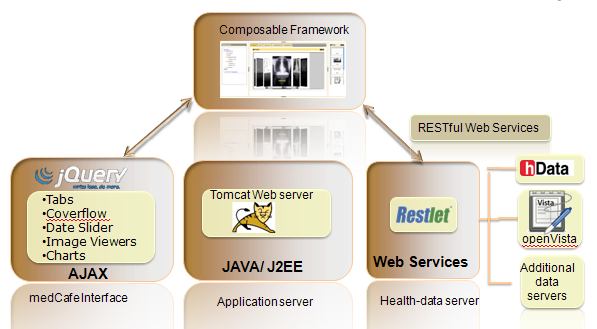 Composable Framework
RESTful Web Services
jQuery
write less, do more.
•Tabs
•Coverflow
•Date Slider
•Image Viewers
•Charts
AJAX
medCafe Interface
Tomcat Web server
JAVA/ J2EE
Application server
Restlet
Web Services
Health-data server
hData
Vista
openVista
Additional
data
servers